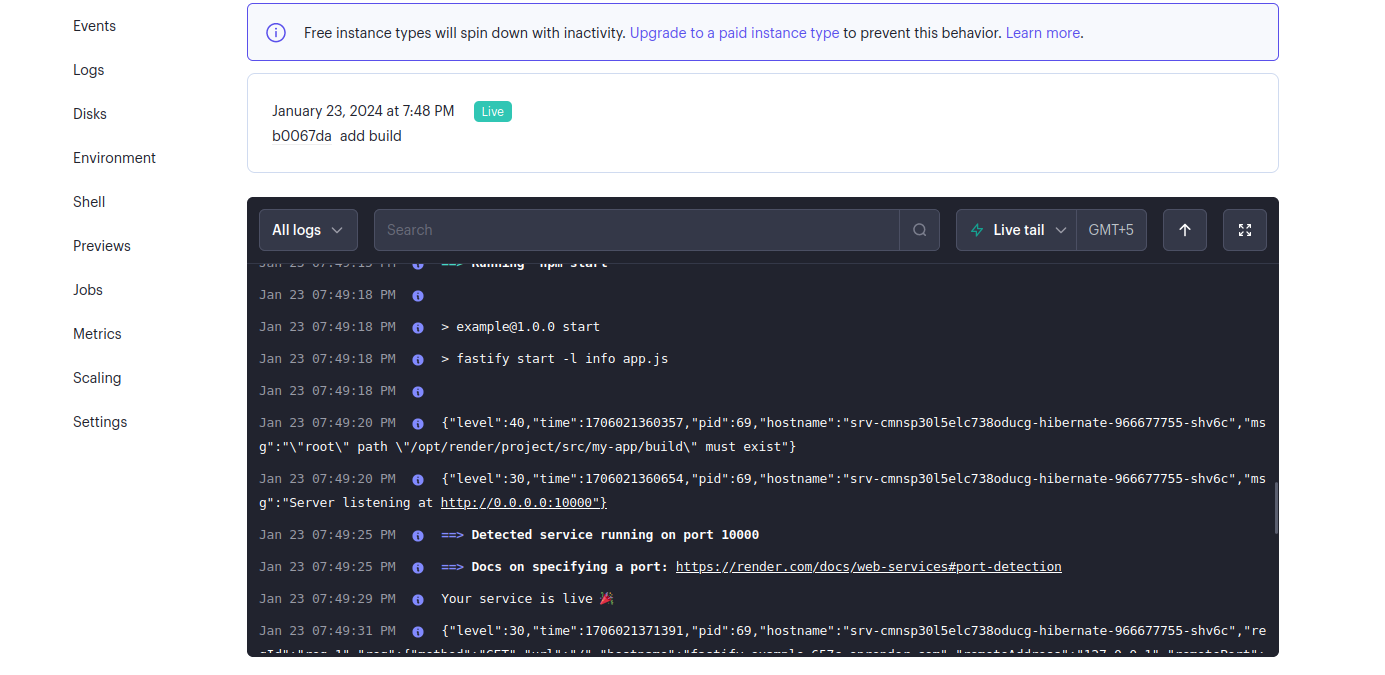 Events
Logs
Disks
Environment
Shell
Previews
Jobs
Metrics
Scaling
Settings
Free instance types will spin down with inactivity. Upgrade to a paid instance type to prevent this behavior. Learn more.
January 23, 2024 at 7:48 PM Live
b0067da add build
All logs Search Live tail GMT+5
==> Running 'npm start'
Jan 23 07:49:18 PM
Jan 23 07:49:18 PM > example@1.0.0 start
Jan 23 07:49:18 PM > fastify start -l info app.js
Jan 23 07:49:18 PM
Jan 23 07:49:20 PM {"level":40,"time":1706021360357,"pid":69,"hostname":"srv-cmnsp30l5elc738oducg-hibernate-966677755-shv6c","ms
g":"\"root\" path \"/opt/render/project/src/my-app/build\" must exist"}
Jan 23 07:49:20 PM {"level":30,"time":1706021360654,"pid":69,"hostname":"srv-cmnsp30l5elc738oducg-hibernate-966677755-shv6c","ms
g":"Server listening at http://0.0.0.0:10000"}
Jan 23 07:49:25 PM ==> Detected service running on port 10000
Jan 23 07:49:25 PM ==> Docs on specifying a port: https://render.com/docs/web-services#port-detection
Jan 23 07:49:29 PM Your service is live 🎉
Jan 23 07:49:31 PM {"level":30,"time":1706021371391,"pid":69,"hostname":"srv-cmnsp30l5elc738oducg-hibernate-966677755-shv6c","re